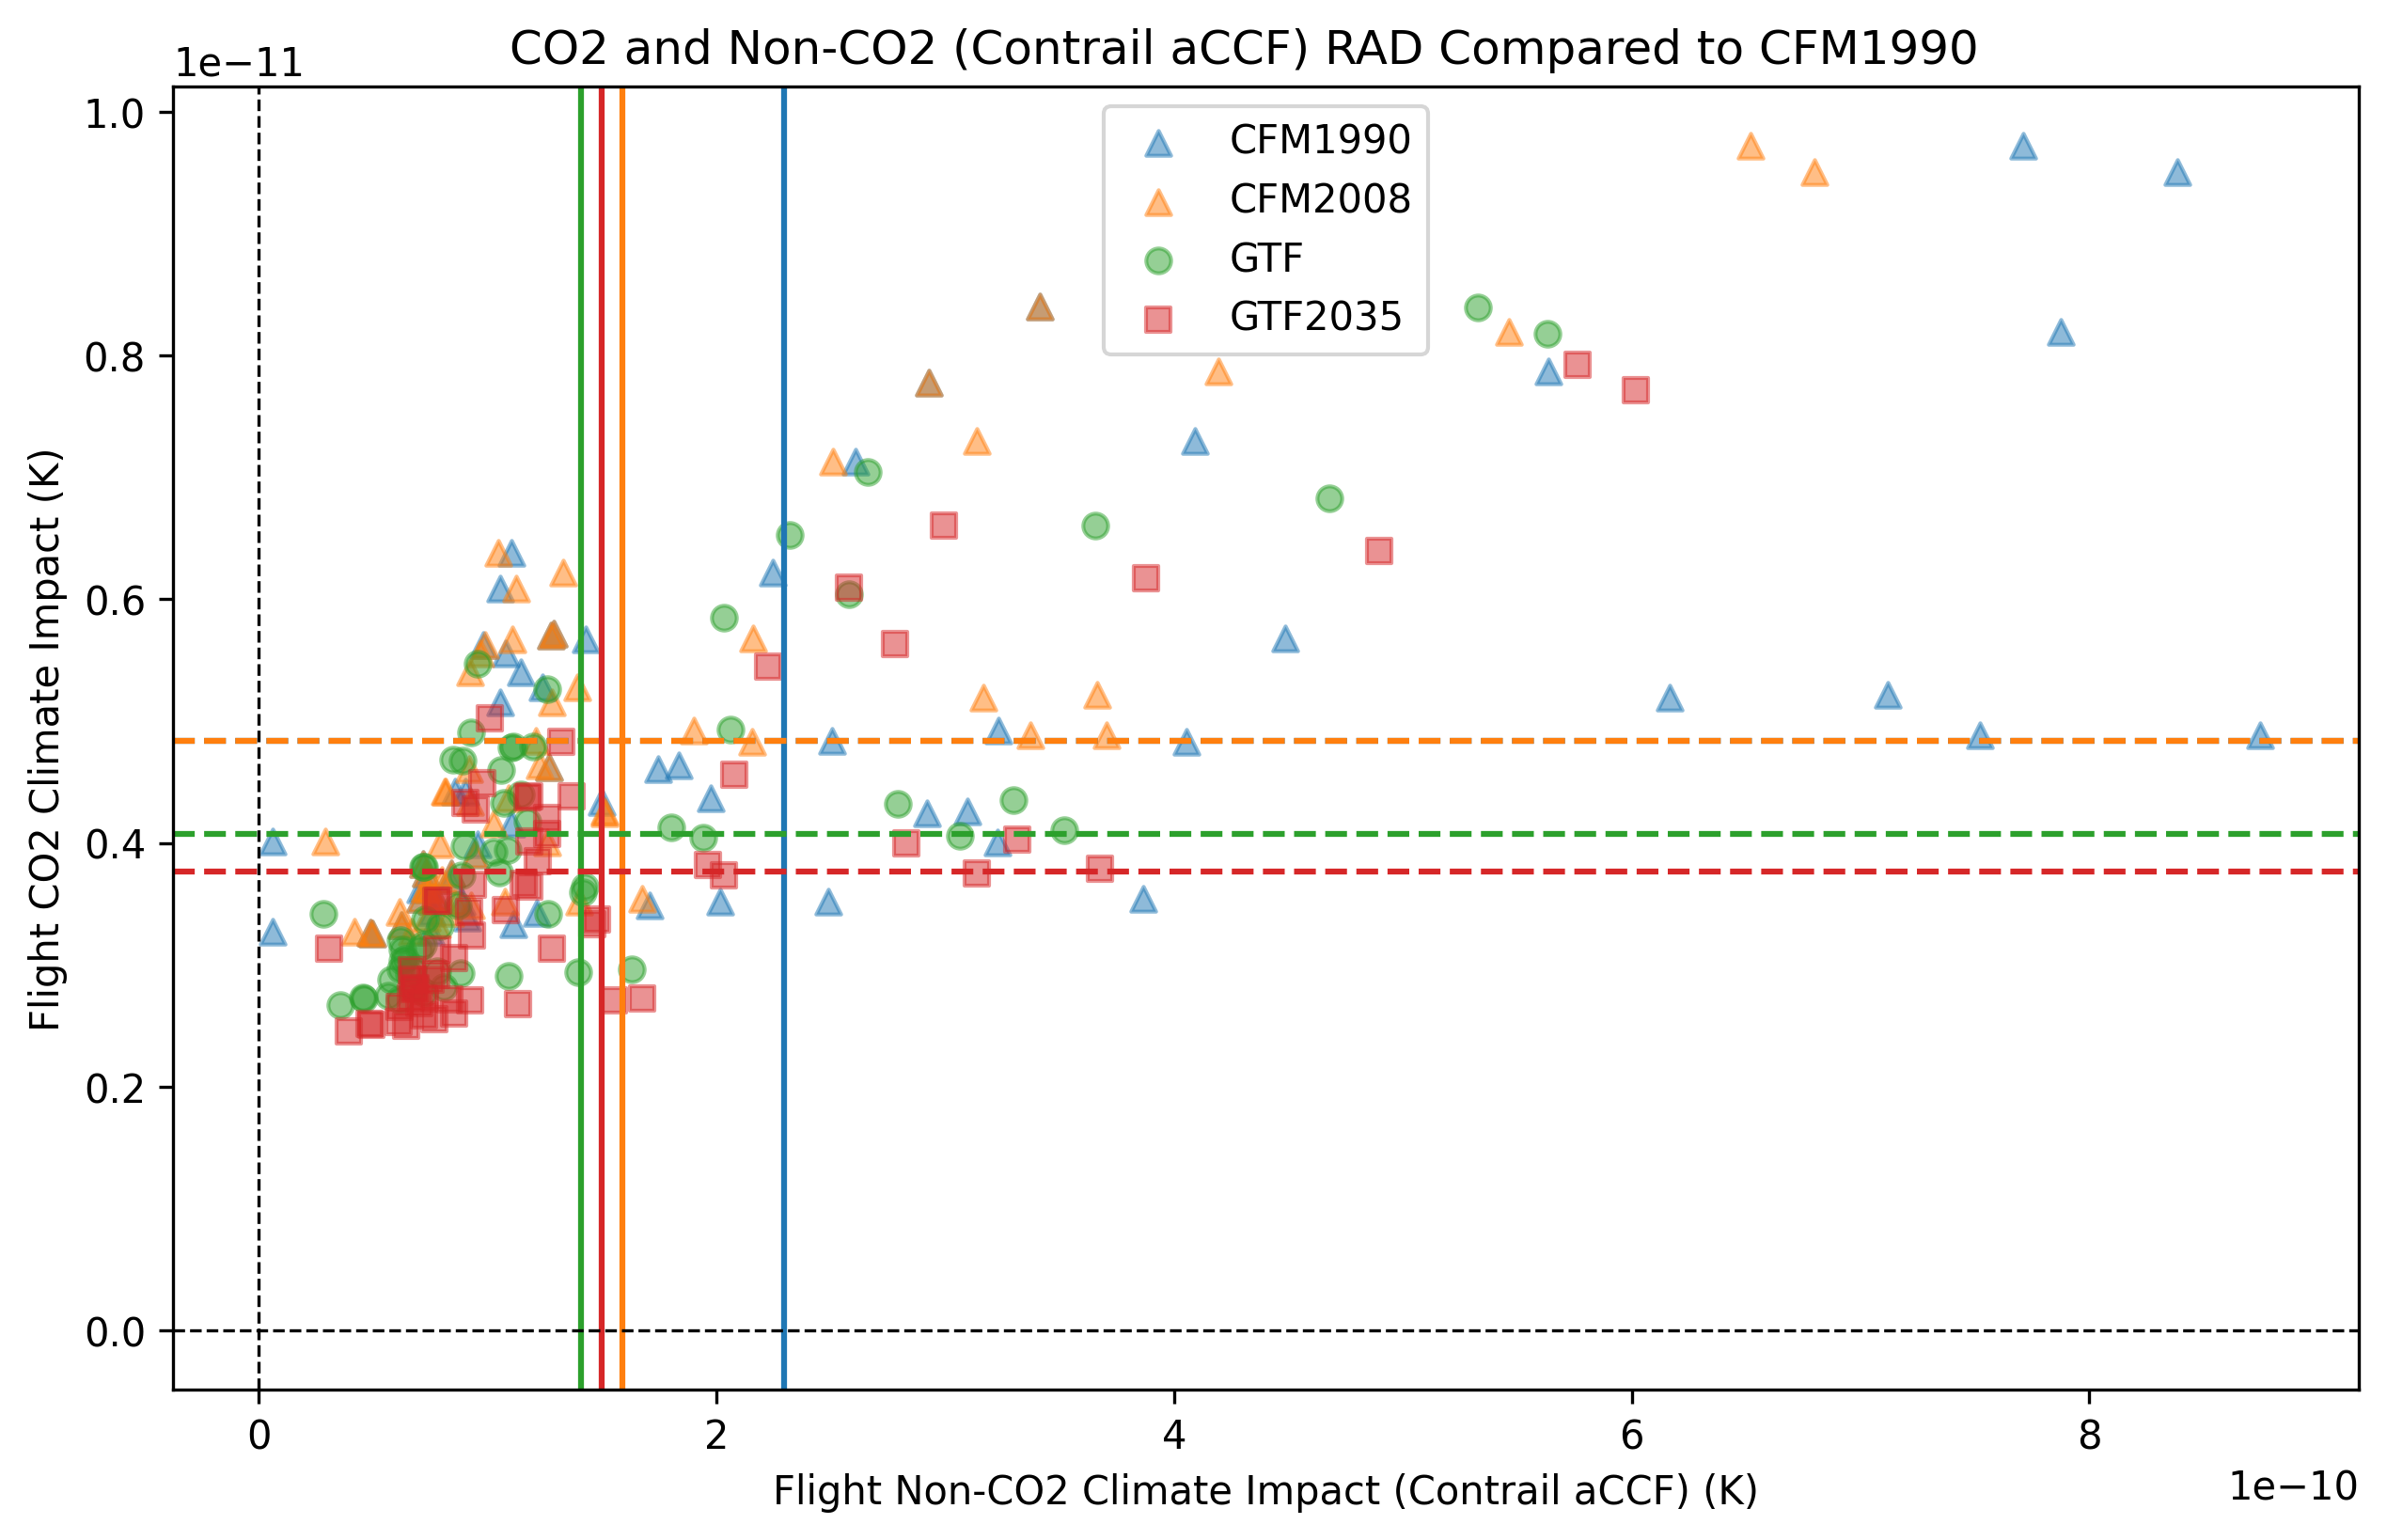 CO2 and Non-CO2 (Contrail aCCF) RAD Compared to CFM1990
1e−11
1.0
0.8
0.6
0.4
0.2
0.0
Flight CO2 Climate Impact (K)
CFM1990
CFM2008
GTF
GTF2035
0 2 4 6 8
Flight Non-CO2 Climate Impact (Contrail aCCF) (K)
1e−10